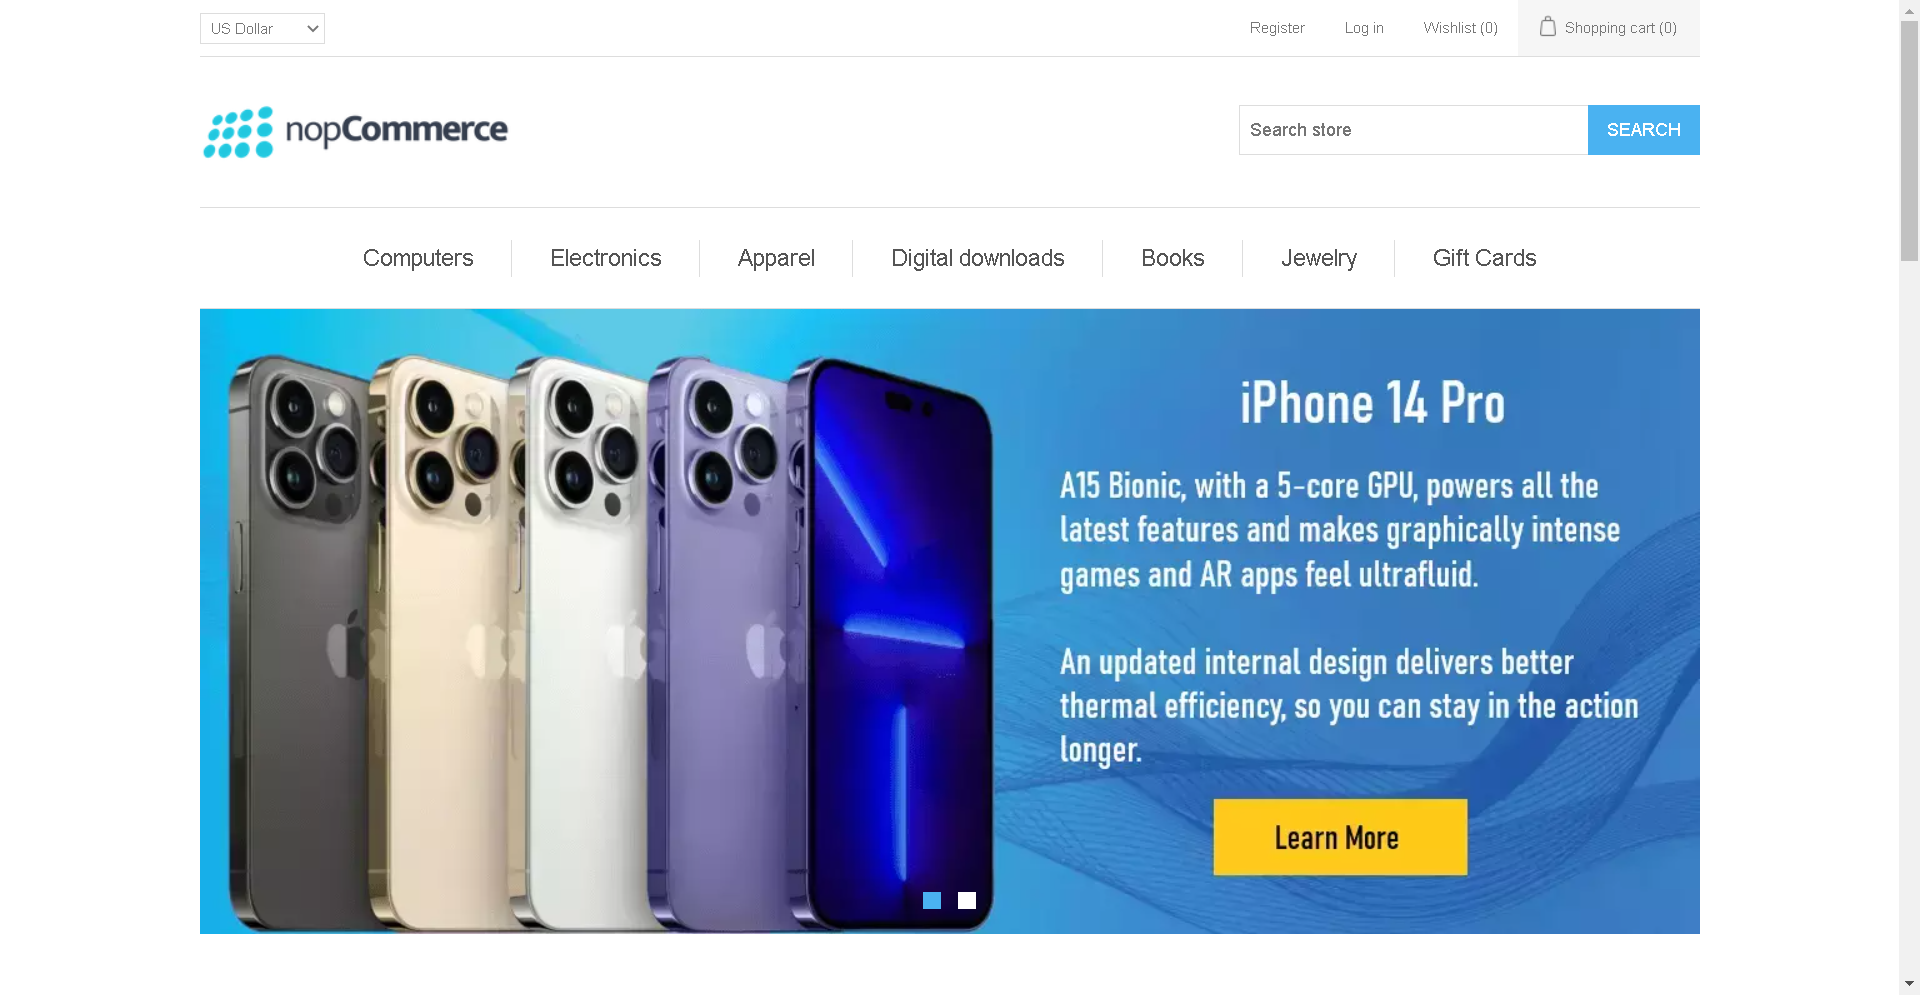 US Dollar
Register
Log in
Wishlist (0)
Shopping cart (0)
nopCommerce
Search store
SEARCH
Computers
Electronics
Apparel
Digital downloads
Books
Jewelry
Gift Cards
iPhone 14 Pro
A15 Bionic, with a 5-core GPU, powers all the
latest features and makes graphically intense
games and AR apps feel ultrafluid.
An updated internal design delivers better
thermal efficiency, so you can stay in the action
longer.
Learn More